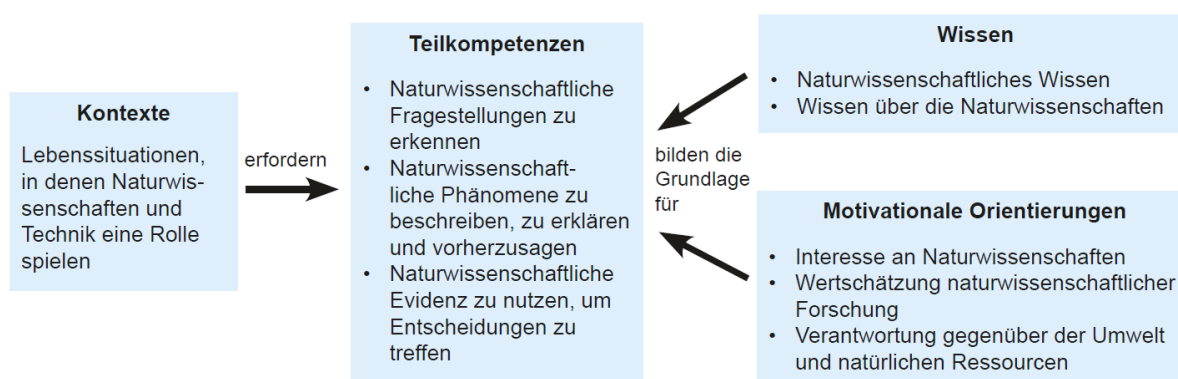 Kontexte
Lebenssituationen,
in denen Naturwis-
senschaften und
Technik eine Rolle
spielen
erfordern
Teilkompetenzen
• Naturwissenschaftliche
Fragestellungen zu
erkennen
• Naturwissenschaft-
liche Phänomene zu
beschreiben, zu erklären
und vorherzusagen
• Naturwissenschaftliche
Evidenz zu nutzen, um
Entscheidungen zu
treffen
bilden die
Grundlage
für
Wissen
• Naturwissenschaftliches Wissen
• Wissen über die Naturwissenschaften
Motivationale Orientierungen
• Interesse an Naturwissenschaften
• Wertschätzung naturwissenschaftlicher
Forschung
• Verantwortung gegenüber der Umwelt
und natürlichen Ressourcen